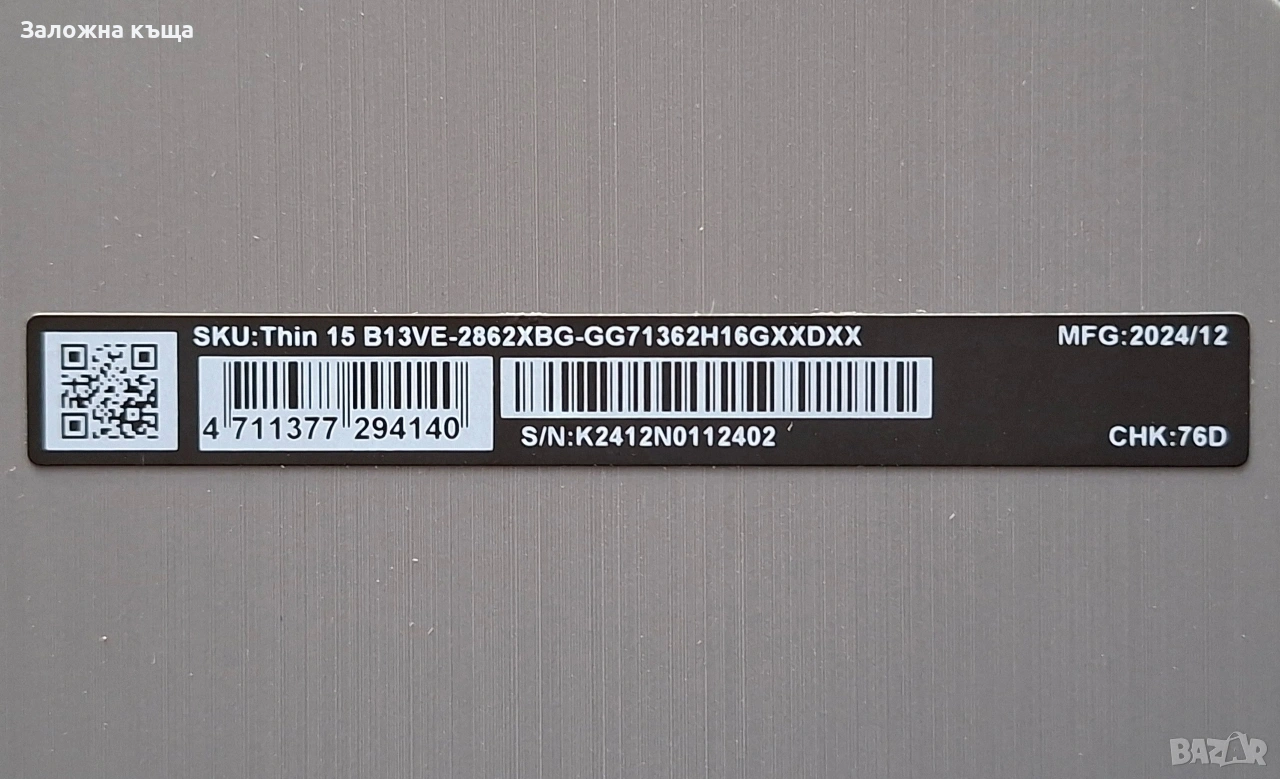 Заложна къща
SKU:Thin 15 B13VE-2862XBG-GG71362H16GXXDXX
MFG:2024/12
4 711377 294140
S/N:K2412N0112402
CHK:76D
BAZAR